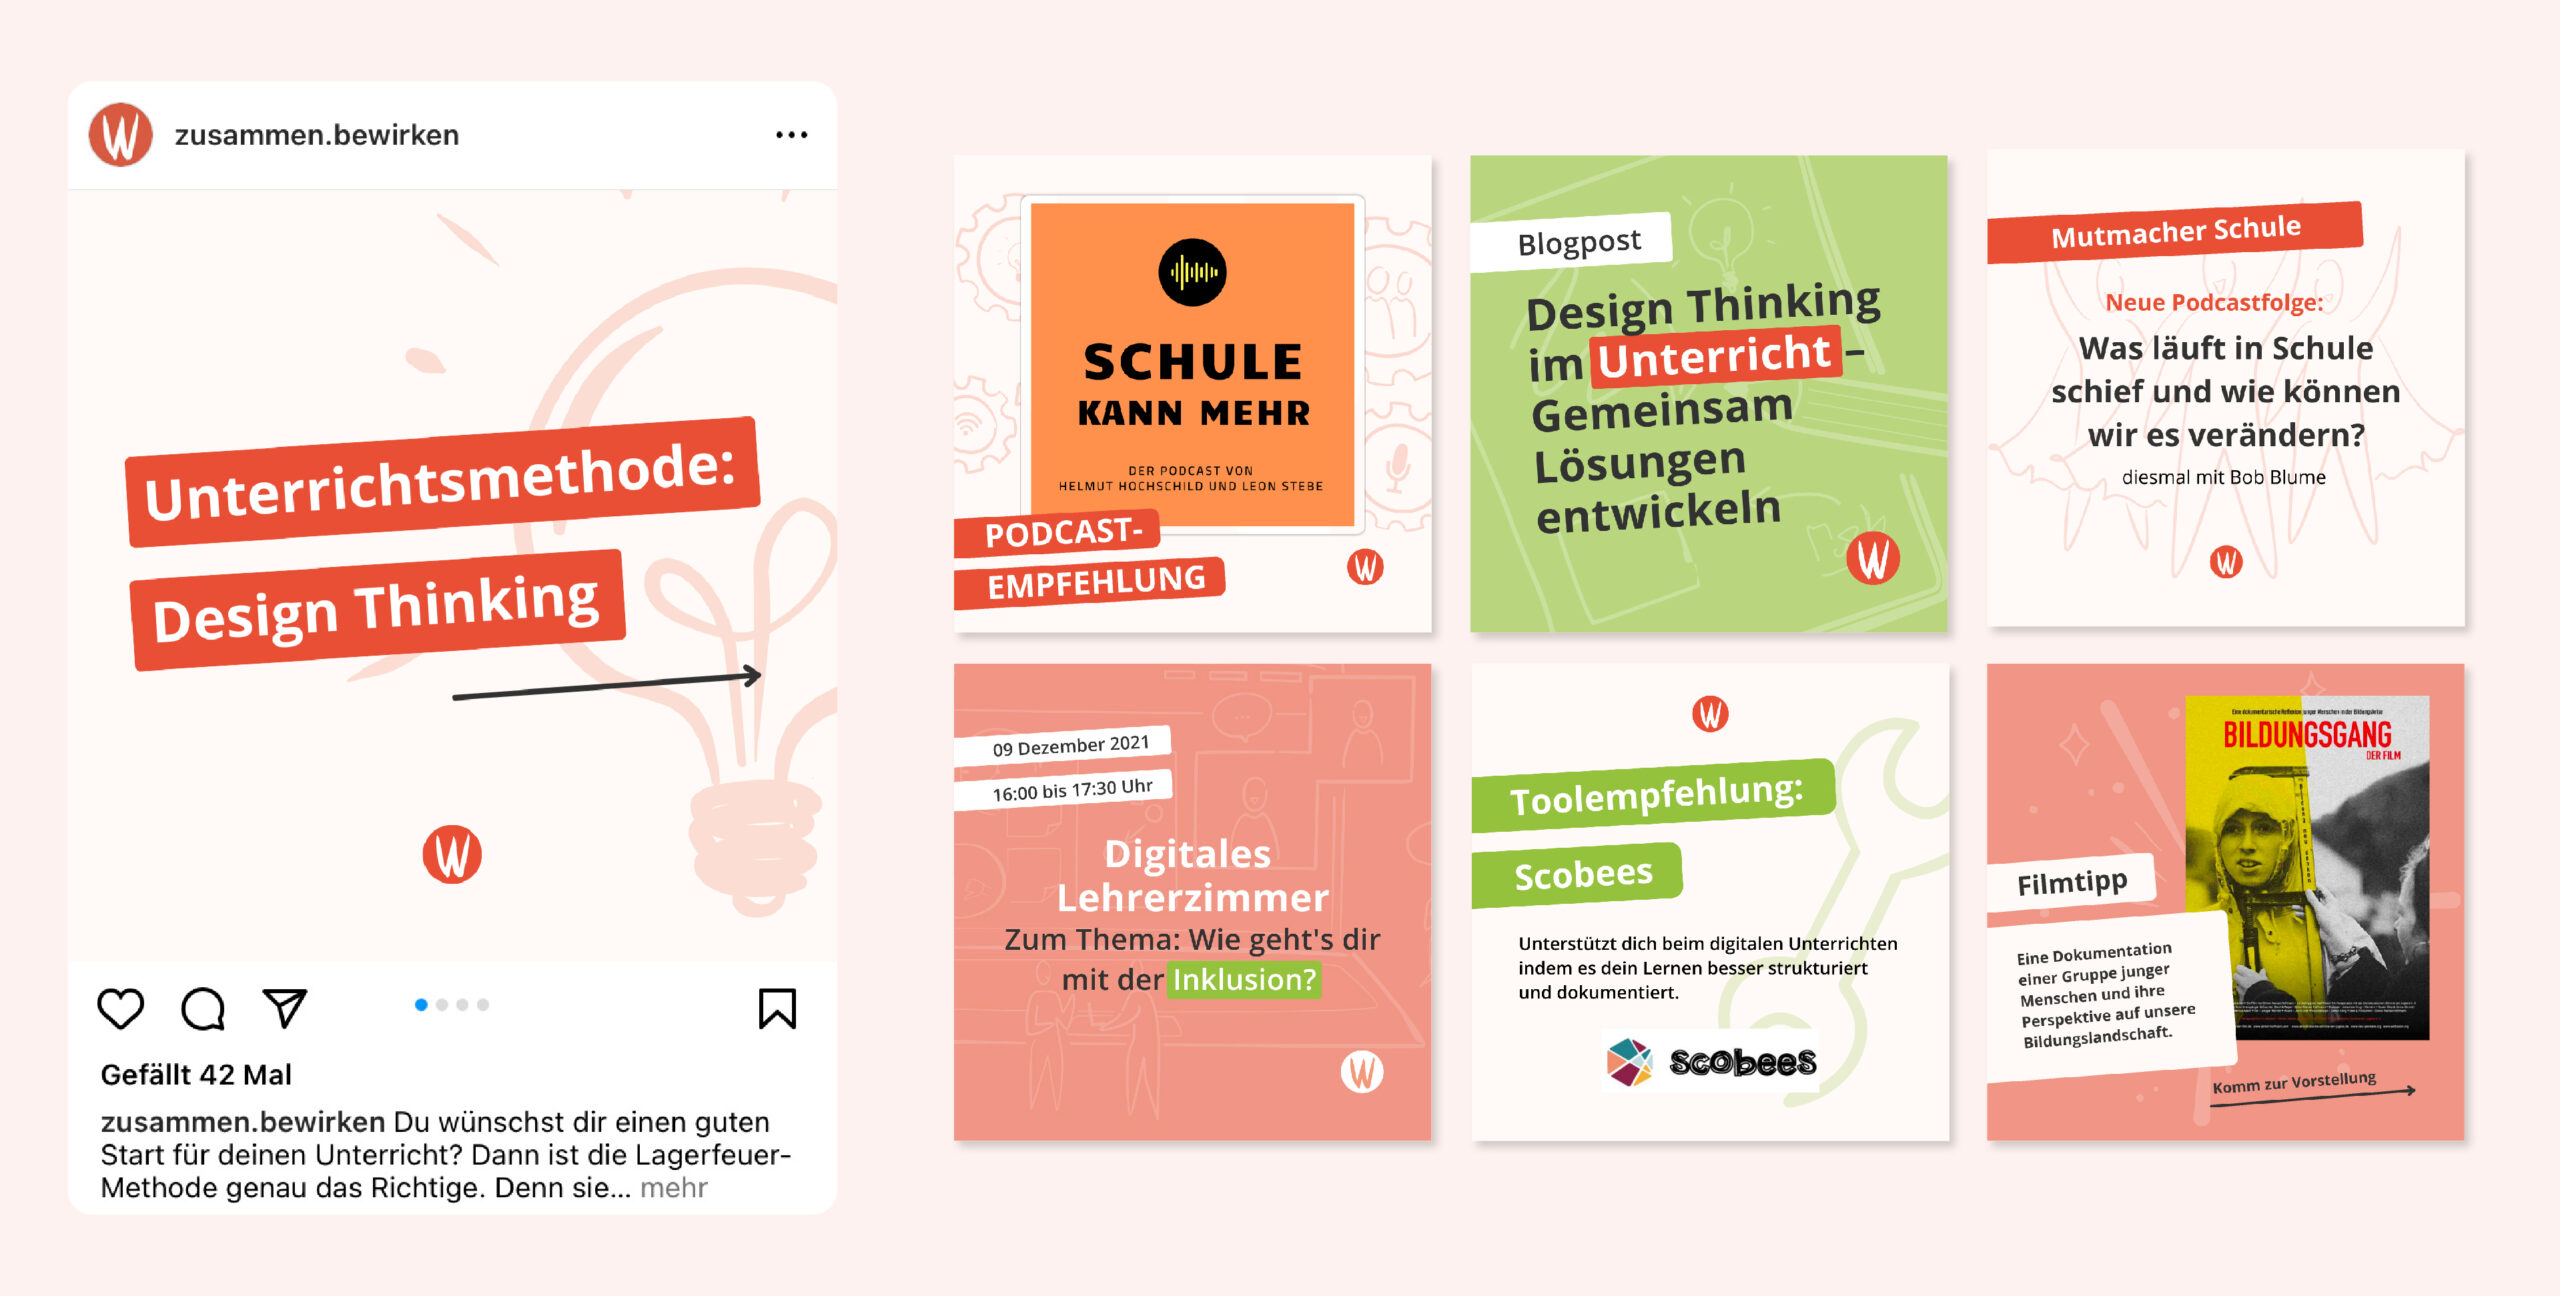 zusammen.bewirken
Unterrichtsmethode:
Design Thinking
W
Gefällt 42 Mal
zusammen.bewirken Du wünschst dir einen guten
Start für deinen Unterricht? Dann ist die Lagerfeuer-
Methode genau das Richtige. Denn sie... mehr
SCHULE
KANN MEHR
DER PODCAST VON
HELMUT HOCHSCHILD UND LEON STEBE
PODCAST-
EMPFEHLUNG
W
Blogpost
Design Thinking
im Unterricht –
Gemeinsam
Lösungen
entwickeln
W
Mutmacher Schule
Neue Podcastfolge:
Was läuft in Schule
schief und wie können
wir es verändern?
diesmal mit Bob Blume
W
09 Dezember 2021
16:00 bis 17:30 Uhr
Digitales
Lehrerzimmer
Zum Thema: Wie geht's dir
mit der Inklusion?
W
W
Toolempfehlung:
Scobees
Unterstützt dich beim digitalen Unterrichten
indem es dein Lernen besser strukturiert
und dokumentiert.
scobees
BILDUNGSGANG
DER FILM
Filmtipp
Eine Dokumentation
einer Gruppe junger
Menschen und ihre
Perspektive auf unsere
Bildungslandschaft.
Komm zur Vorstellung